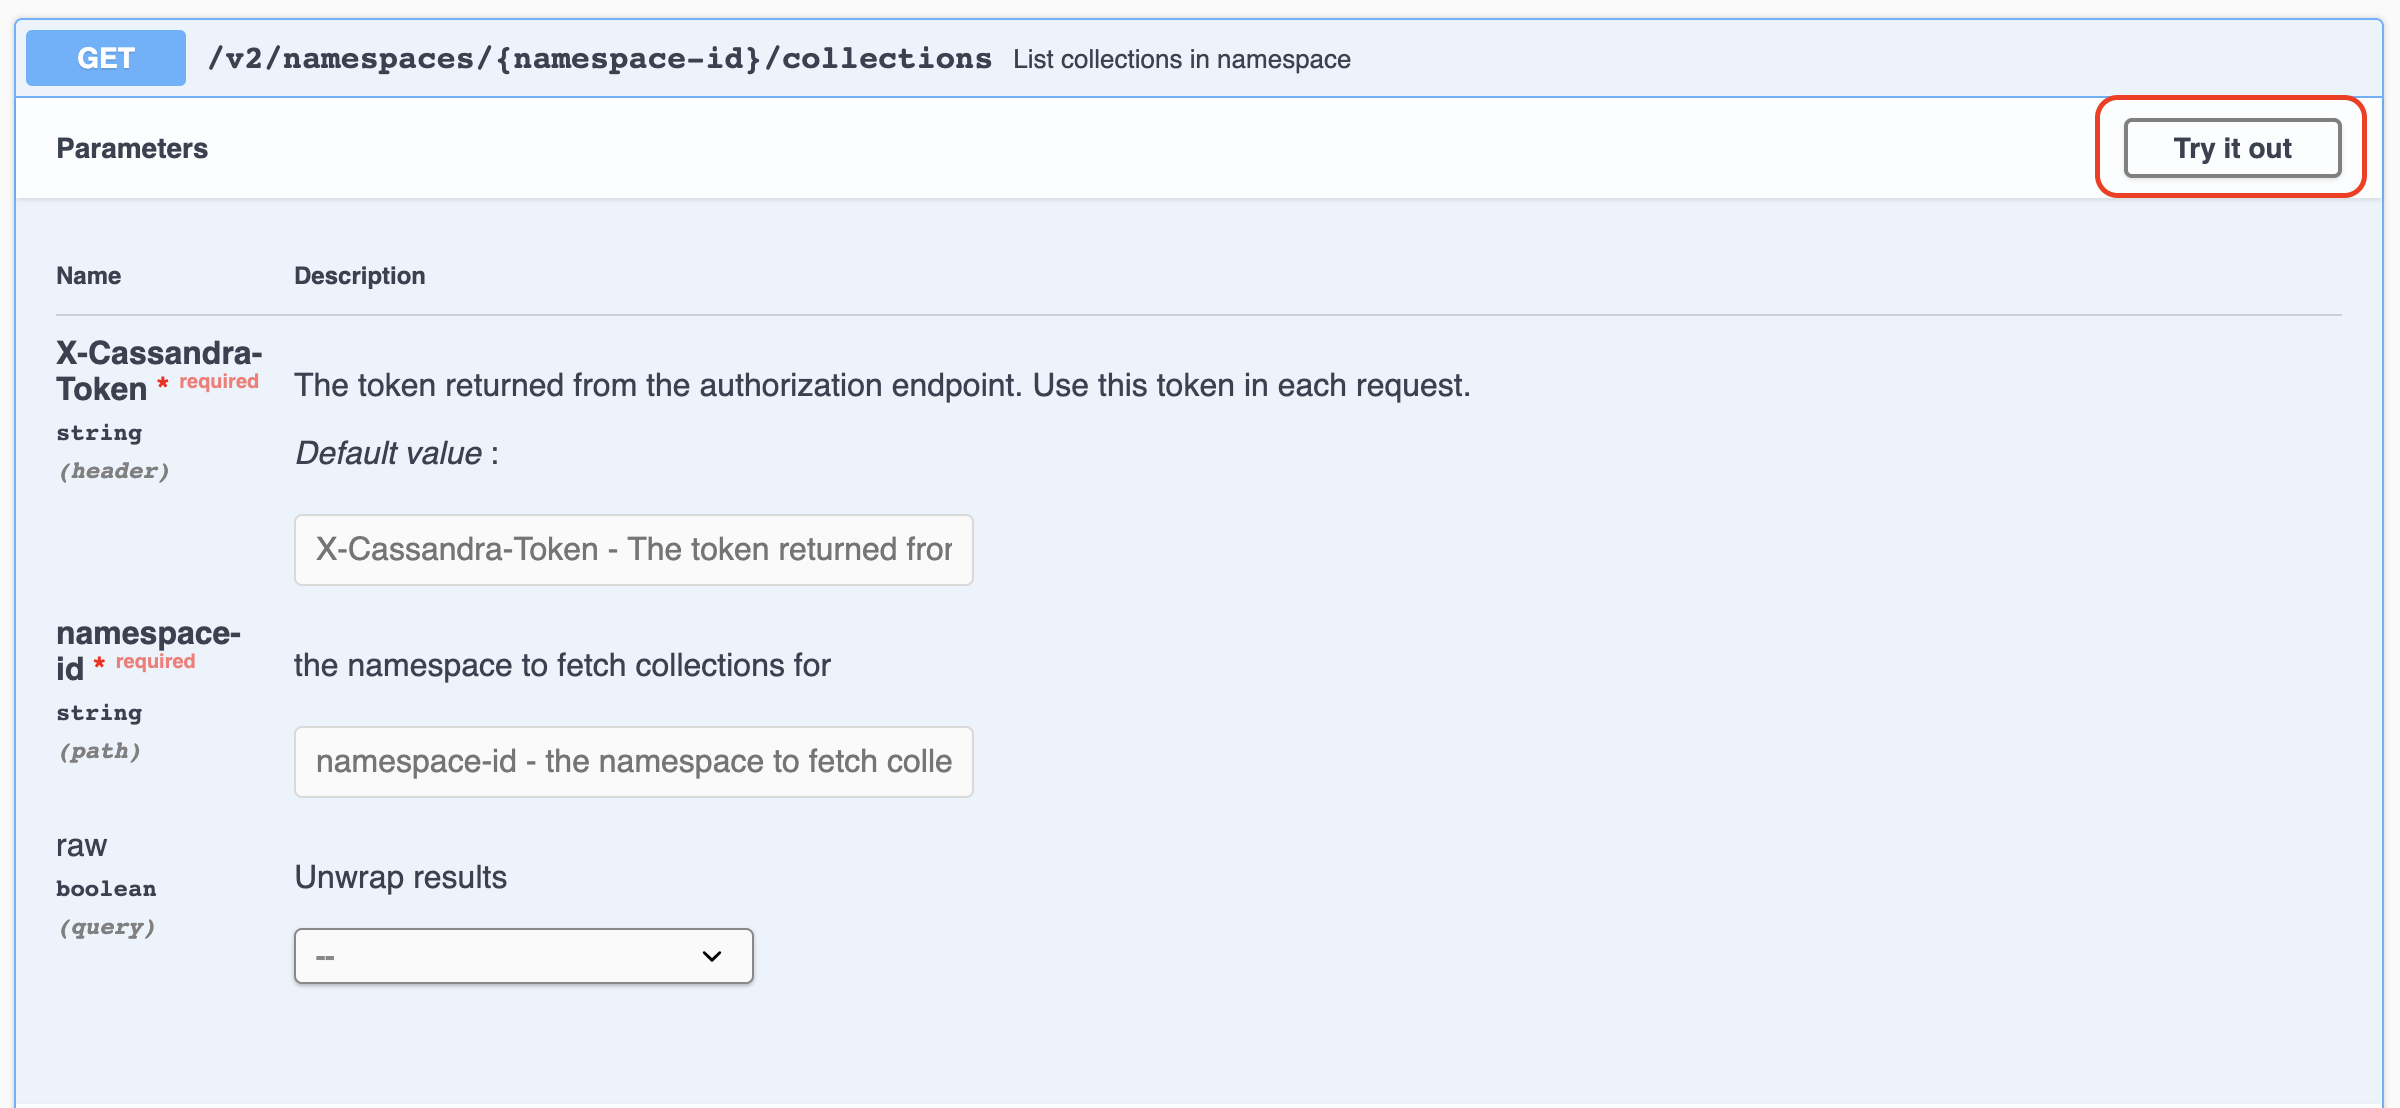 GET /v2/namespaces/{namespace-id}/collections List collections in namespace
Parameters
Try it out
Name Description
X-Cassandra-
Token * required
string
(header)
The token returned from the authorization endpoint. Use this token in each request.
Default value :
X-Cassandra-Token - The token returned fror
namespace-
id * required
string
(path)
the namespace to fetch collections for
namespace-id - the namespace to fetch colle
raw
boolean
(query)
Unwrap results
--